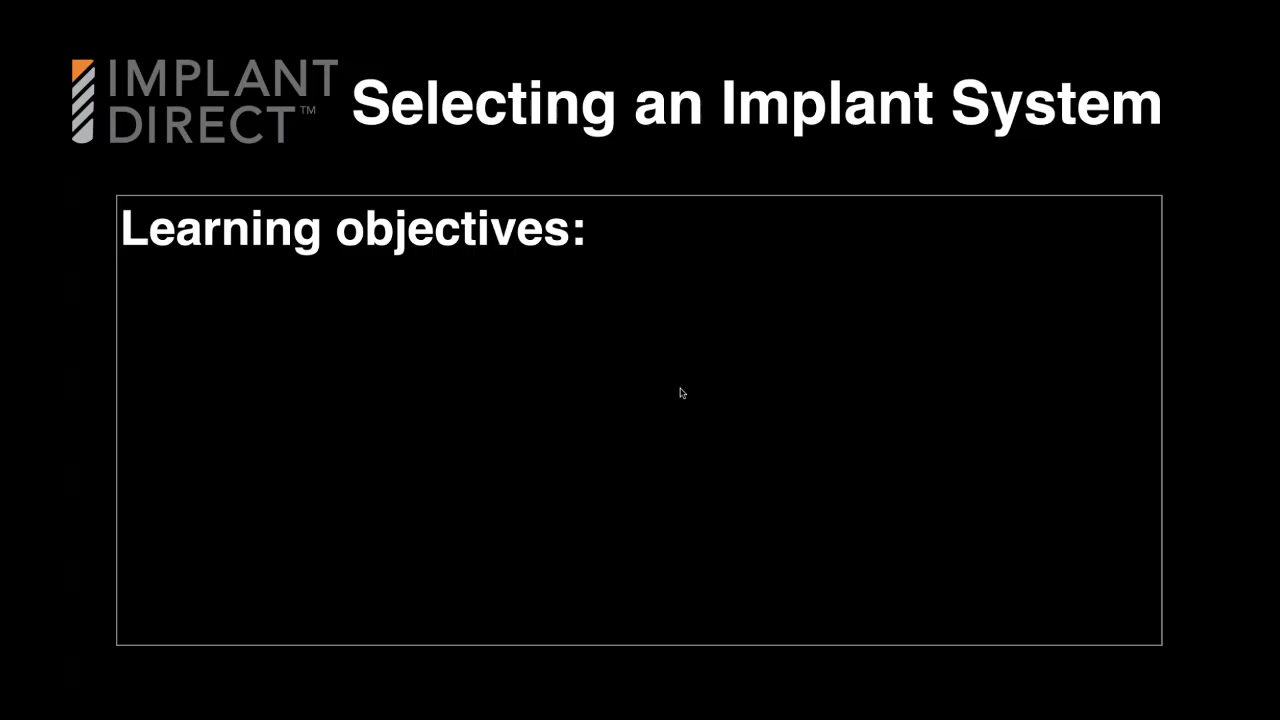 IMPLANT
DIRECT™
Selecting an Implant System
Learning objectives: